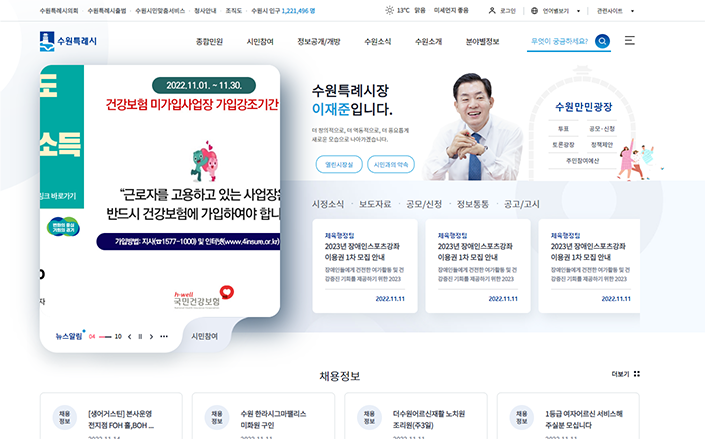 수원특례시의회 수원특례시출범 수원시민맞춤서비스 청사안내 조직도 수원시 인구 1,221,496 명 13℃ 맑음 미세먼지 좋음 로그인 언어별보기 관련사이트
수원특례시 종합민원 시민참여 정보공개/개방 수원소식 수원소개 분야별정보 무엇이 궁금하세요?
도
소득
링크 바로가기
2022.11.01. ~ 11.30.
건강보험 미가입사업장 가입강조기간
“근로자를 고용하고 있는 사업장은
반드시 건강보험에 가입하여야 합니
가입방법: 지사(☎1577-1000) 및 인터넷(www.4insure.or.kr)
h-well
국민건강보험
자
뉴스알림 04 10 시민참여
수원특례시장
이재준입니다.
더 창의적으로, 더 역동적으로, 더 품요롭게
새로운 모습으로 나아가겠습니다.
열린시장실 시민과의 약속
수원만민광장
투표 공모·신청
토론광장 정책제안
주민참여예산
시정소식 · 보도자료 · 공모/신청 · 정보통통 · 공고/고시
체육행정팀
2023년 장애인스포츠강좌
이용권 1차 모집 안내
장애인들에게 건전한 여가활동 및 건
강증진 기회를 제공하기 위한 2023
2022.11.11
체육행정팀
2023년 장애인스포츠강좌
이용권 1차 모집 안내
장애인들에게 건전한 여가활동 및 건
강증진 기회를 제공하기 위한 2023
2022.11.11
체육행정팀
2023년 장애인스포츠
이용권 1차 모집 안내
장애인들에게 건전한 여가
강증진 기회를 제공하기
2022.11.11
채용정보
더보기
채용
정보
[생어거스틴] 본사운영
전지점 FOH 홀,BOH ...
채용
정보
수원 한라시그마팰리스
미화원 구인
채용
정보
더수원어르신재활 노치원
조리원(주3일)
채용
정보
1등급 여자어르신 서비스해
주실분 모십니다